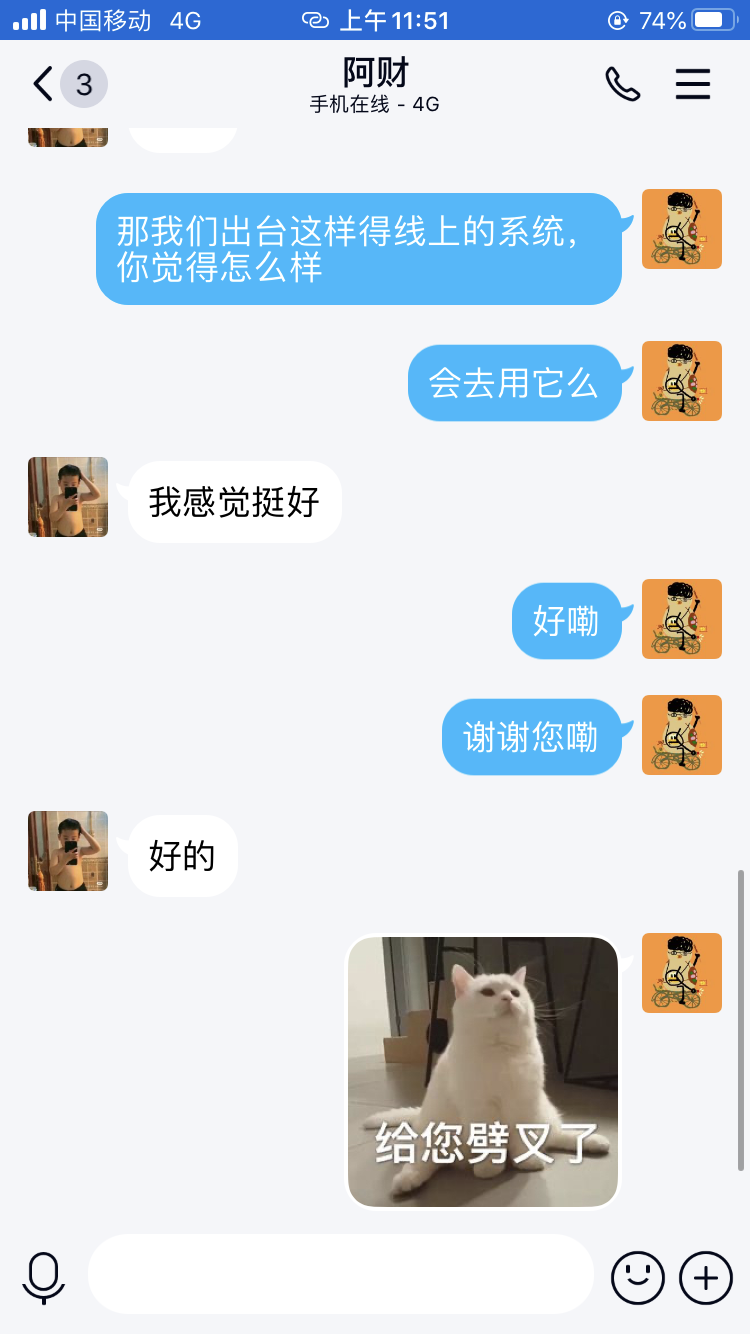 中国移动 4G 上午11:51 74%
3
阿财
手机在线 - 4G
那我们出台这样得线上的系统，
你觉得怎么样
会去用它么
我感觉挺好
好嘞
谢谢您嘞
好的
给您劈叉了